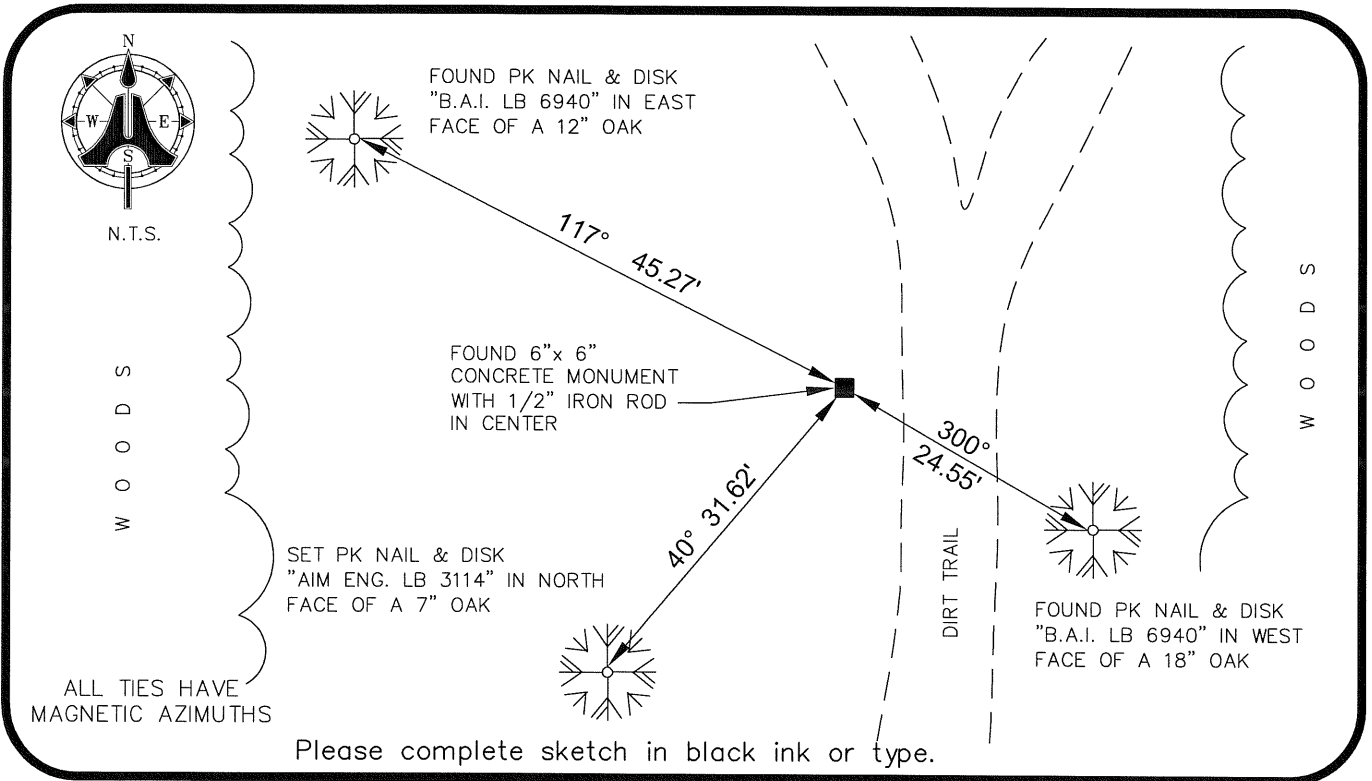 N
W
E
S
N.T.S.
FOUND PK NAIL & DISK
"B.A.I. LB 6940" IN EAST
FACE OF A 12" OAK
117° 45.27'
FOUND 6"x 6"
CONCRETE MONUMENT
WITH 1/2" IRON ROD
IN CENTER
WOODS
WOODS
300°
24.55'
40° 31.62'
SET PK NAIL & DISK
"AIM ENG. LB 3114" IN NORTH
FACE OF A 7" OAK
DIRT TRAIL
FOUND PK NAIL & DISK
"B.A.I. LB 6940" IN WEST
FACE OF A 18" OAK
ALL TIES HAVE
MAGNETIC AZIMUTHS
Please complete sketch in black ink or type.